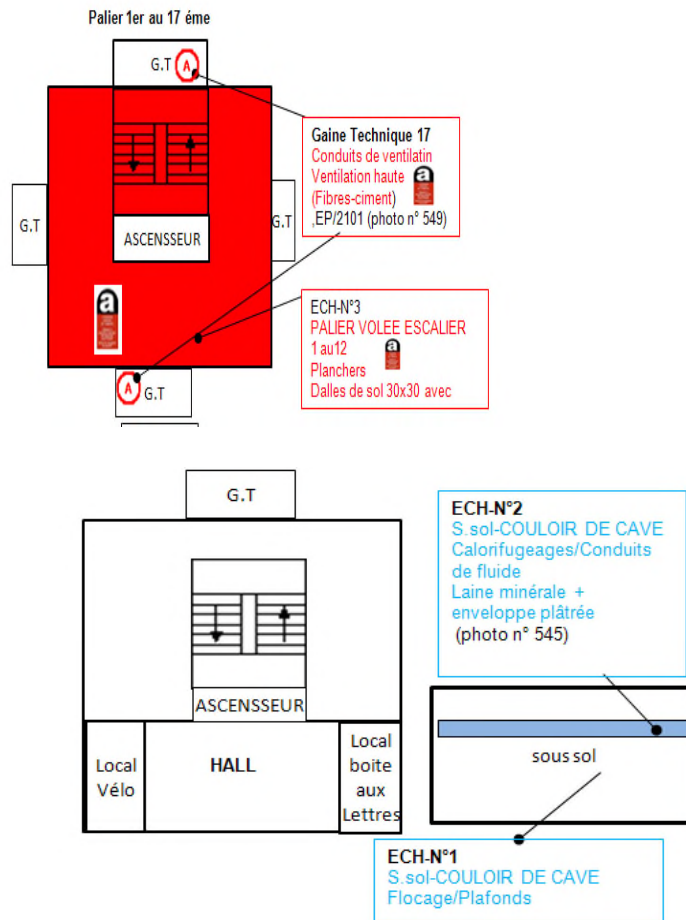 Palier 1er au 17 éme
G.T A
G.T
G.T
ASCENSSEUR
a
A G.T
Gaine Technique 17
Conduits de ventilatin
Ventilation haute
(Fibres-ciment)
,EP/2101 (photo n° 549)
a
ECH-N°3
PALIER VOLEE ESCALIER
1 au12
Planchers
Dalles de sol 30x30 avec
a
G.T
ASCENSSEUR
Local
Vélo
HALL
Local
boite
aux
Lettres
ECH-N°2
S.sol-COULOIR DE CAVE
Calorifugeages/Conduits
de fluide
Laine minérale +
enveloppe plâtrée
(photo n° 545)
sous sol
ECH-N°1
S.sol-COULOIR DE CAVE
Flocage/Plafonds